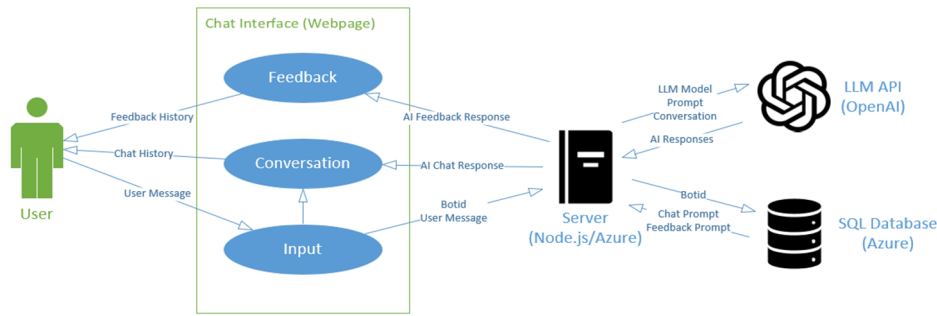 Chat Interface (Webpage)
Feedback
Feedback History
AI Feedback Response
LLM Model
Prompt
Conversation
LLM API
(OpenAI)
AI Responses
Chat History
Conversation
AI Chat Response
User Message
User
Botid
User Message
Input
Server
(Node.js/Azure)
Botid
Chat Prompt
Feedback Prompt
SQL Database
(Azure)